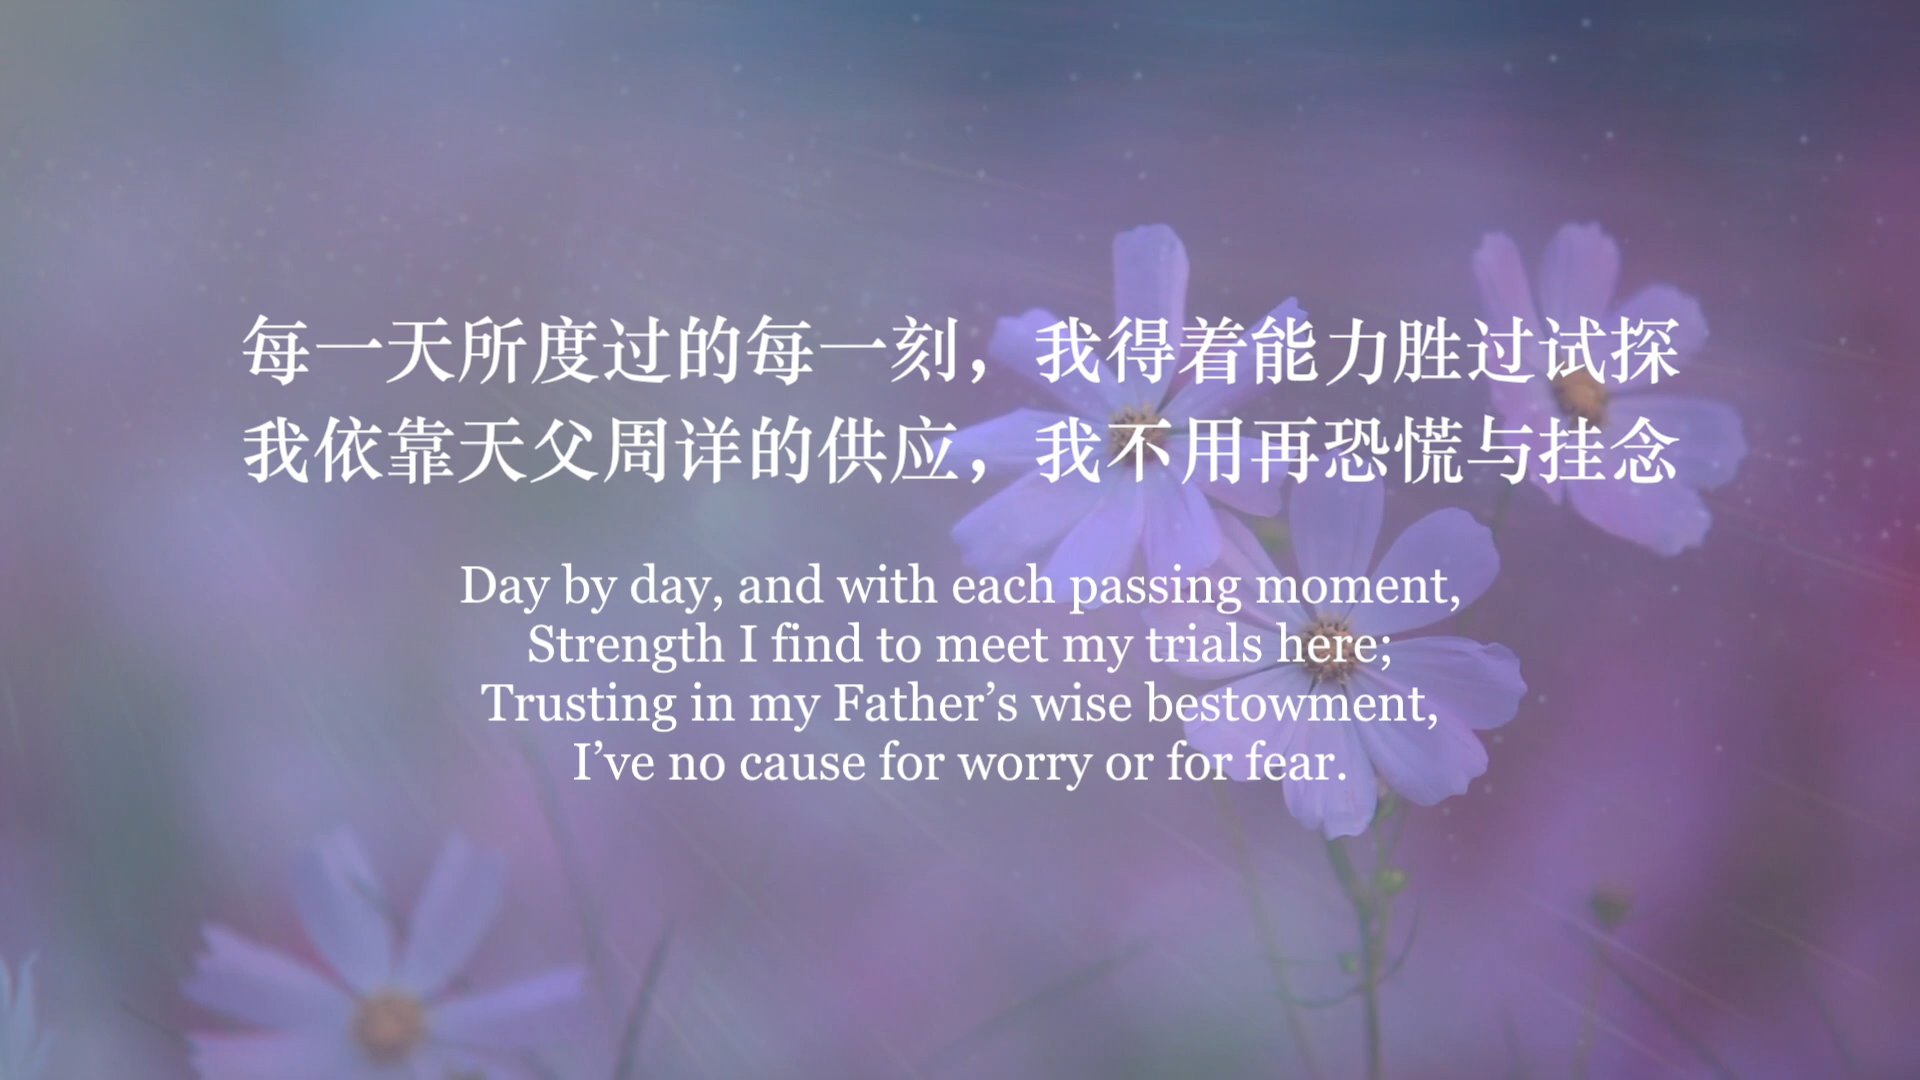 每一天所度过的每一刻，我得着能力胜过试探
我依靠天父周详的供应，我不用再恐慌与挂念
Day by day, and with each passing moment,
Strength I find to meet my trials here;
Trusting in my Father’s wise bestowment,
I’ve no cause for worry or for fear.